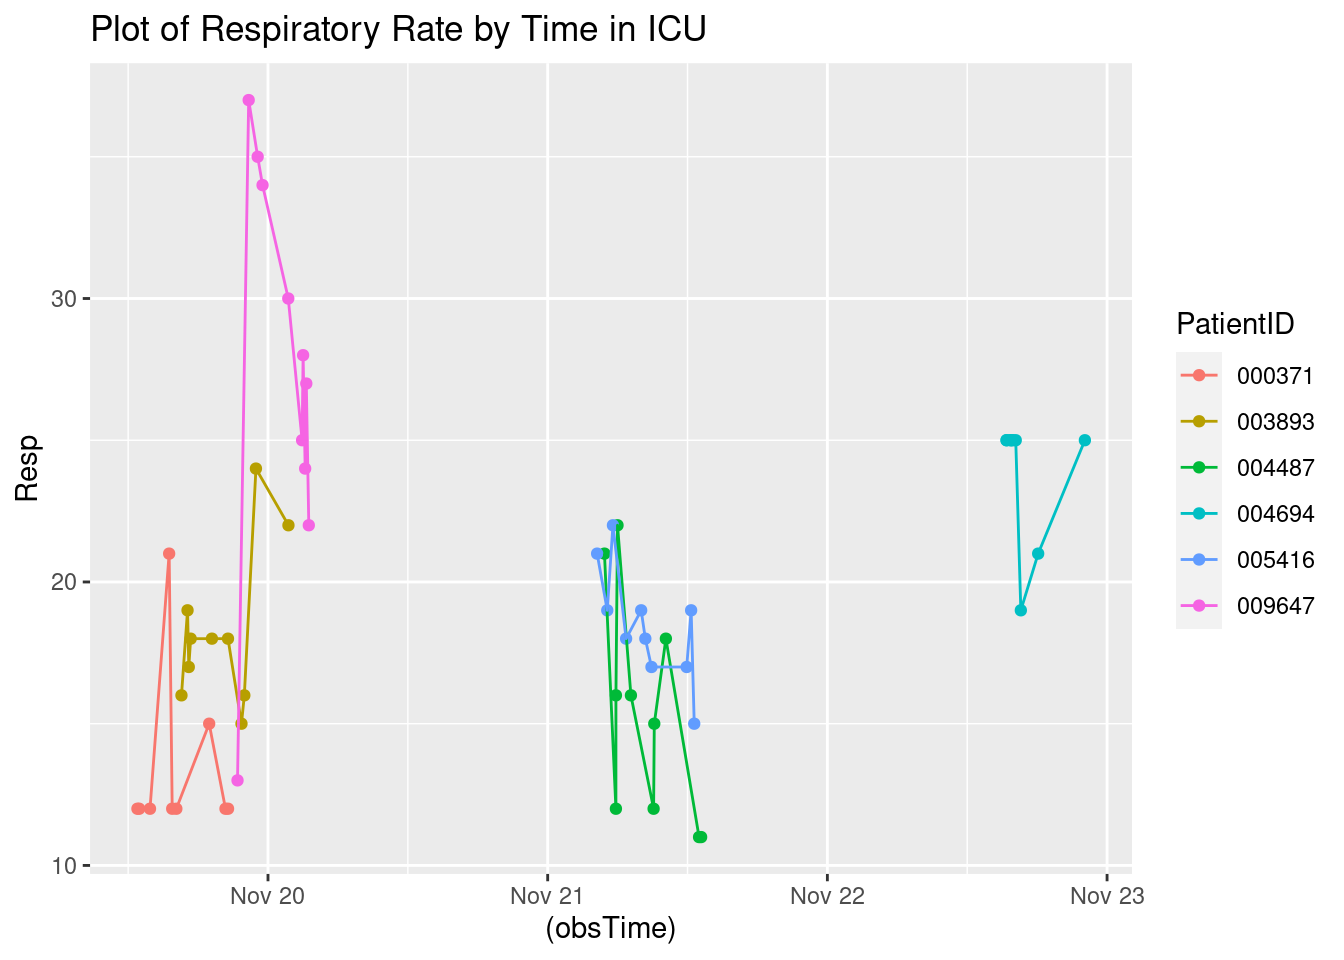 Plot of Respiratory Rate by Time in ICU
Resp
30
20
10
Nov 20
Nov 21
Nov 22
Nov 23
(obsTime)
PatientID
000371
003893
004487
004694
005416
009647